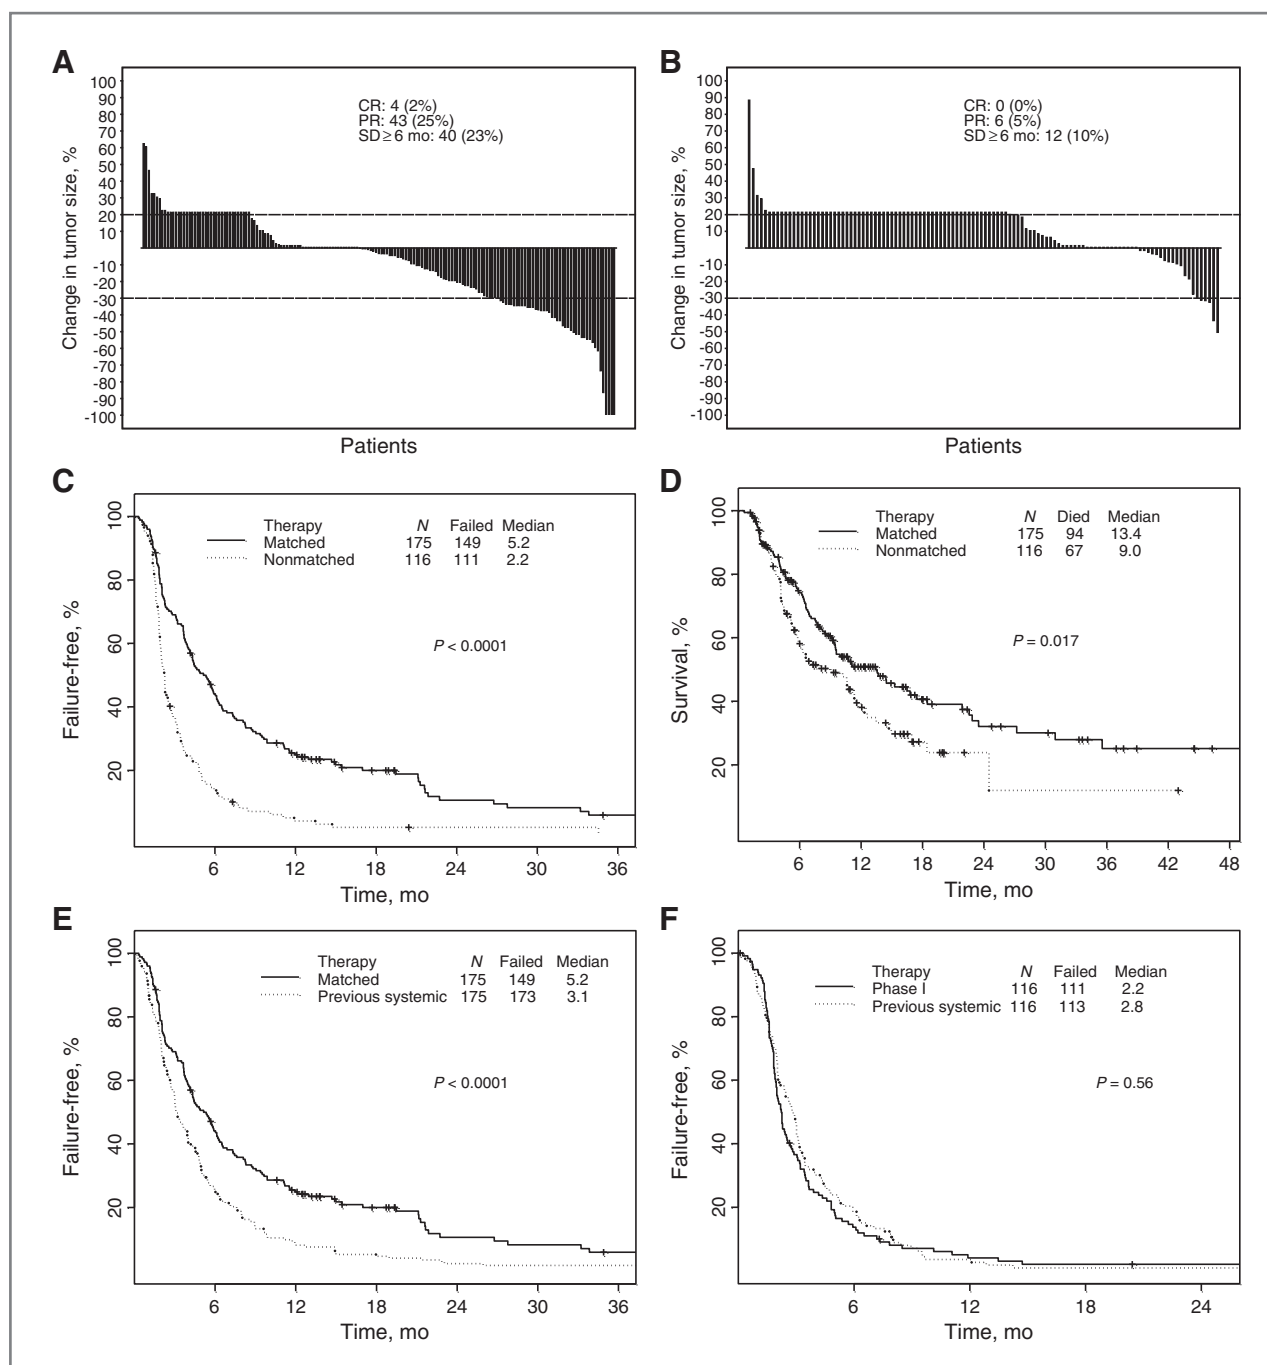 A
100
90
80
70
60
50
40
30
20
10
-10
-20
-30
-40
-50
-60
-70
-80
-90
-100
Change in tumor size, %
CR: 4 (2%)
PR: 43 (25%)
SD ≥ 6 mo: 40 (23%)
Patients
B
100
90
80
70
60
50
40
30
20
10
-10
-20
-30
-40
-50
-60
-70
-80
-90
-100
Change in tumor size, %
CR: 0 (0%)
PR: 6 (5%)
SD ≥ 6 mo: 12 (10%)
Patients
C
100
80
60
40
20
Failure-free, %
Therapy N Failed Median
Matched 175 149 5.2
Nonmatched 116 111 2.2
P < 0.0001
6 12 18 24 30 36
Time, mo
D
100
80
60
40
20
Survival, %
Therapy N Died Median
Matched 175 94 13.4
Nonmatched 116 67 9.0
P = 0.017
6 12 18 24 30 36 42 48
Time, mo
E
100
80
60
40
20
Failure-free, %
Therapy N Failed Median
Matched 175 149 5.2
Previous systemic 175 173 3.1
P < 0.0001
6 12 18 24 30 36
Time, mo
F
100
80
60
40
20
Failure-free, %
Therapy N Failed Median
Phase I 116 111 2.2
Previous systemic 116 113 2.8
P = 0.56
6 12 18 24
Time, mo